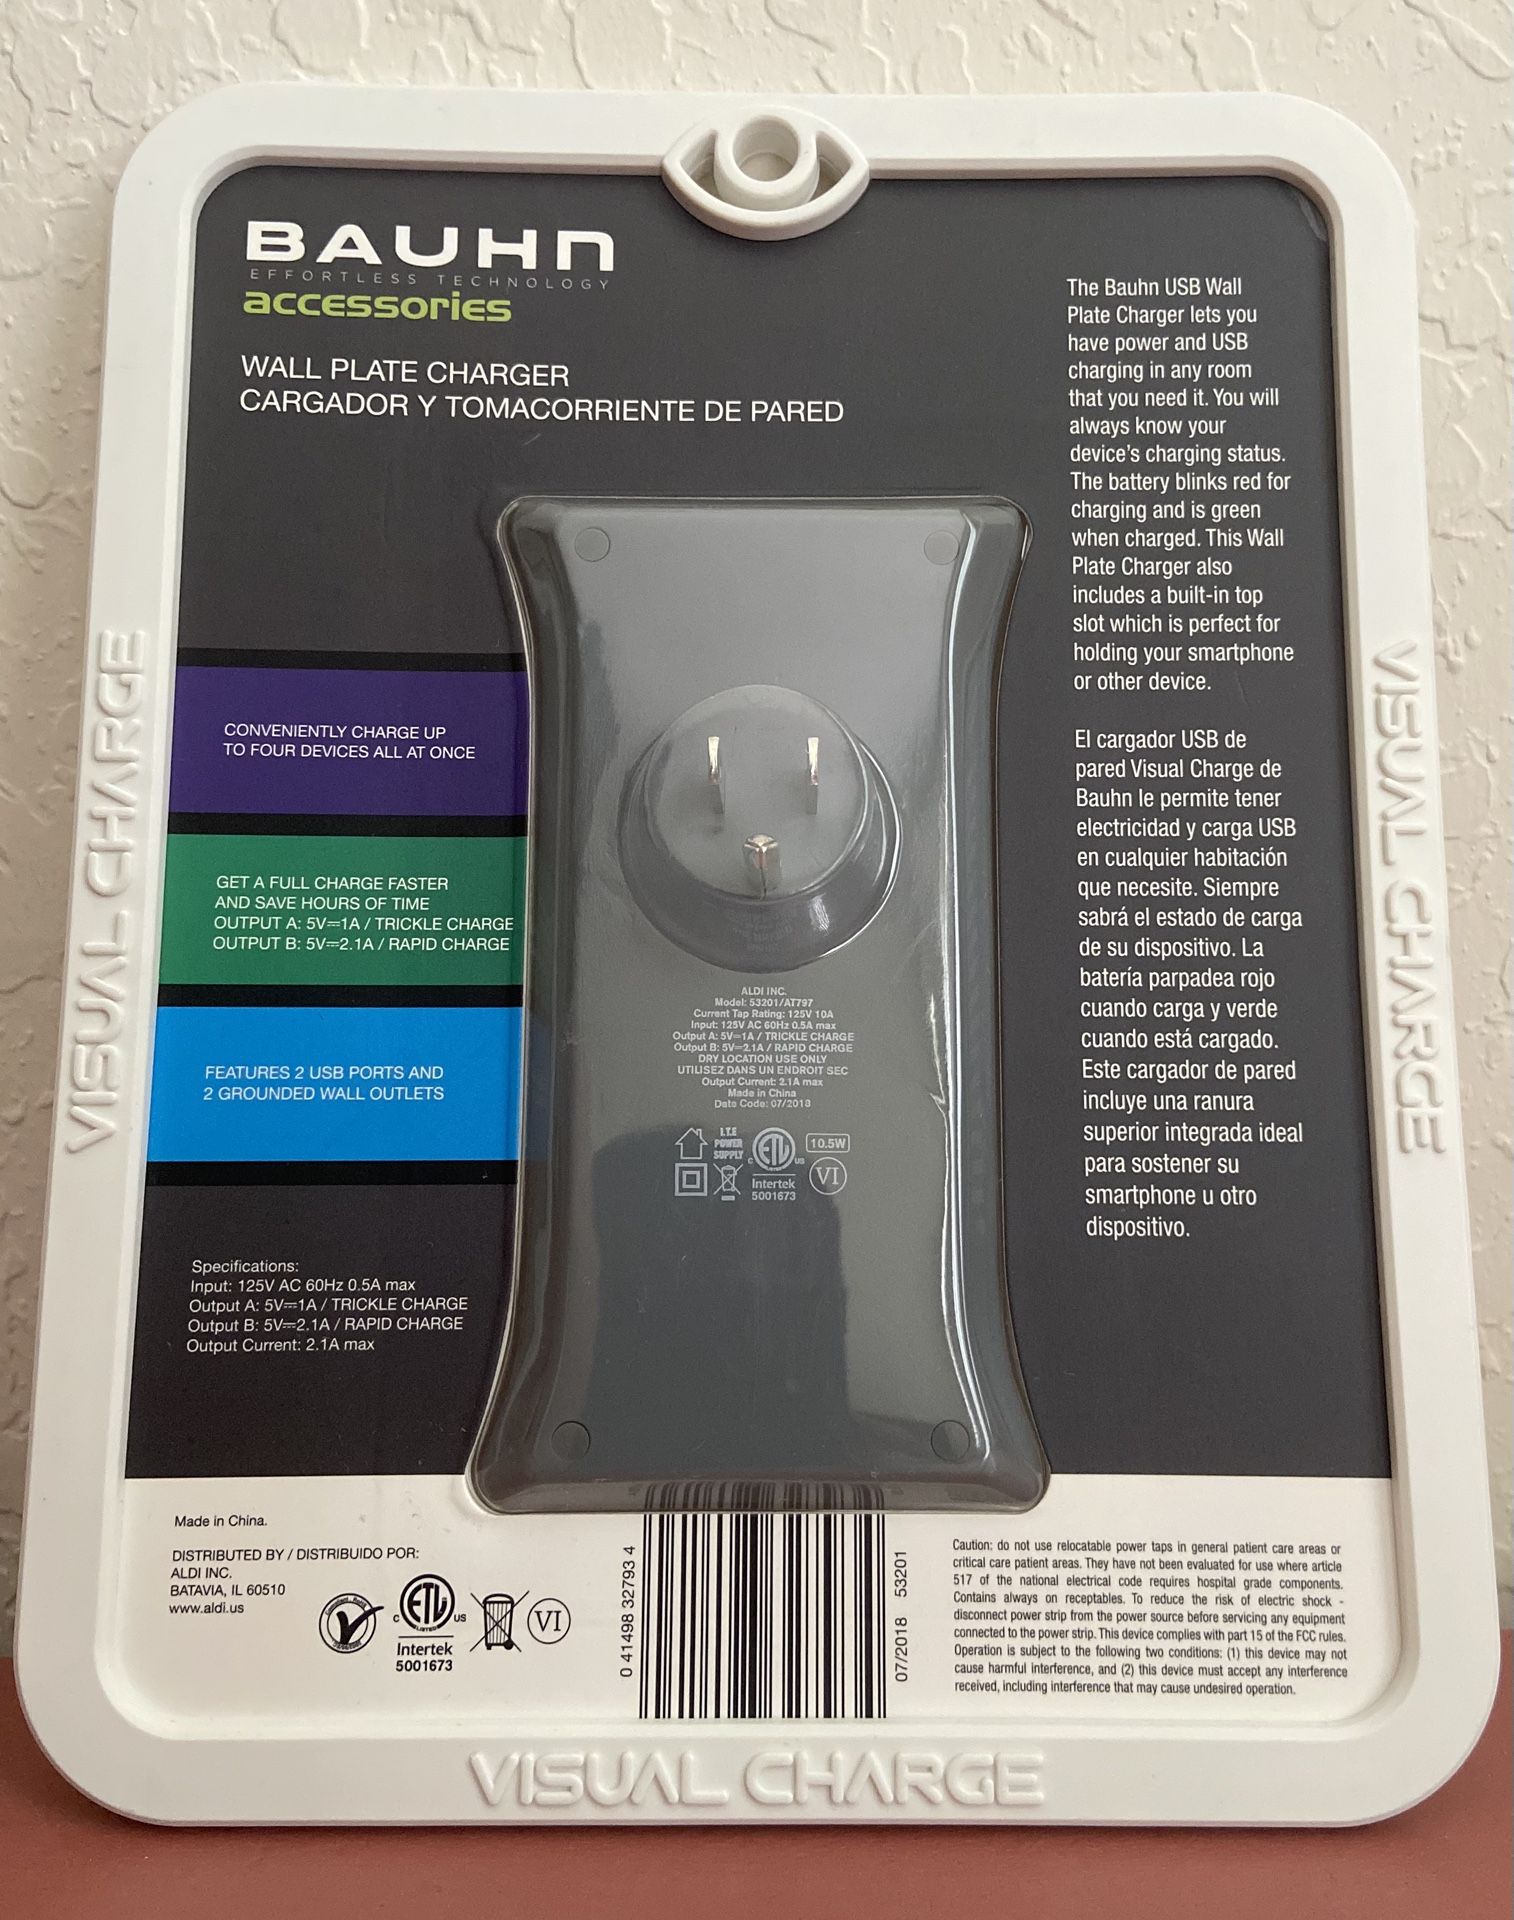 BAUHN
EFFORTLESS TECHNOLOGY
accessories
WALL PLATE CHARGER
CARGADOR Y TOMACORRIENTE DE PARED
The Bauhn USB Wall
Plate Charger lets you
have power and USB
charging in any room
that you need it. You will
always know your
device's charging status.
The battery blinks red for
charging and is green
when charged. This Wall
Plate Charger also
includes a built-in top
slot which is perfect for
holding your smartphone
or other device.
El cargador USB de
pared Visual Charge de
Bauhn le permite tener
electricidad y carga USB
en cualquier habitación
que necesite. Siempre
sabrá el estado de carga
de su dispositivo. La
batería parpadea rojo
cuando carga y verde
cuando está cargado.
Este cargador de pared
incluye una ranura
superior integrada ideal
para sostener su
smartphone u otro
dispositivo.
VISUAL CHARGE
VISUAL CHARGE
CONVENIENTLY CHARGE UP
TO FOUR DEVICES ALL AT ONCE
GET A FULL CHARGE FASTER
AND SAVE HOURS OF TIME
OUTPUT A: 5V⎓1A / TRICKLE CHARGE
OUTPUT B: 5V⎓2.1A / RAPID CHARGE
FEATURES 2 USB PORTS AND
2 GROUNDED WALL OUTLETS
ALDI INC.
Model: 53201/AT797
Current Tap Rating: 125V 10A
Input: 125V AC 60Hz 0.5A max
Output A: 5V⎓1A / TRICKLE CHARGE
Output B: 5V⎓2.1A / RAPID CHARGE
DRY LOCATION USE ONLY
UTILISEZ DANS UN ENDROIT SEC
Output Current: 2.1A max
Made in China
Date Code: 07/2018
I.T.E
POWER
SUPPLY
C ETL US
LISTED
Intertek
5001673
10.5W
VI
Specifications:
Input: 125V AC 60Hz 0.5A max
Output A: 5V⎓1A / TRICKLE CHARGE
Output B: 5V⎓2.1A / RAPID CHARGE
Output Current: 2.1A max
Made in China.
DISTRIBUTED BY / DISTRIBUIDO POR:
ALDI INC.
BATAVIA, IL 60510
www.aldi.us
C ETL US
LISTED
Intertek
5001673
VI
0 41498 32793 4
07/2018 53201
Caution: do not use relocatable power taps in general patient care areas or
critical care patient areas. They have not been evaluated for use where article
517 of the national electrical code requires hospital grade components.
Contains always on receptables. To reduce the risk of electric shock -
disconnect power strip from the power source before servicing any equipment
connected to the power strip. This device complies with part 15 of the FCC rules.
Operation is subject to the following two conditions: (1) this device may not
cause harmful interference, and (2) this device must accept any interference
received, including interference that may cause undesired operation.
VISUAL CHARGE